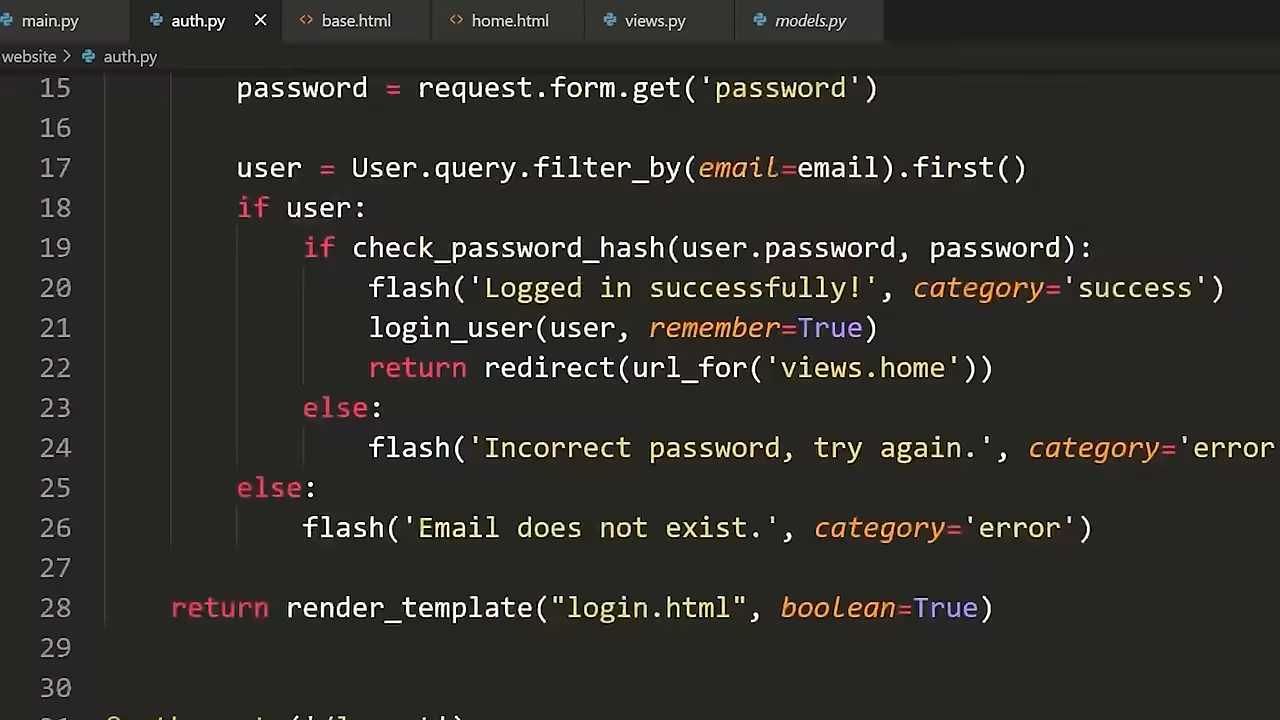 main.py auth.py × base.html home.html views.py models.py
website > auth.py
15 password = request.form.get('password')
16
17 user = User.query.filter_by(email=email).first()
18 if user:
19 if check_password_hash(user.password, password):
20 flash('Logged in successfully!', category='success')
21 login_user(user, remember=True)
22 return redirect(url_for('views.home'))
23 else:
24 flash('Incorrect password, try again.', category='error
25 else:
26 flash('Email does not exist.', category='error')
27
28 return render_template("login.html", boolean=True)
29
30